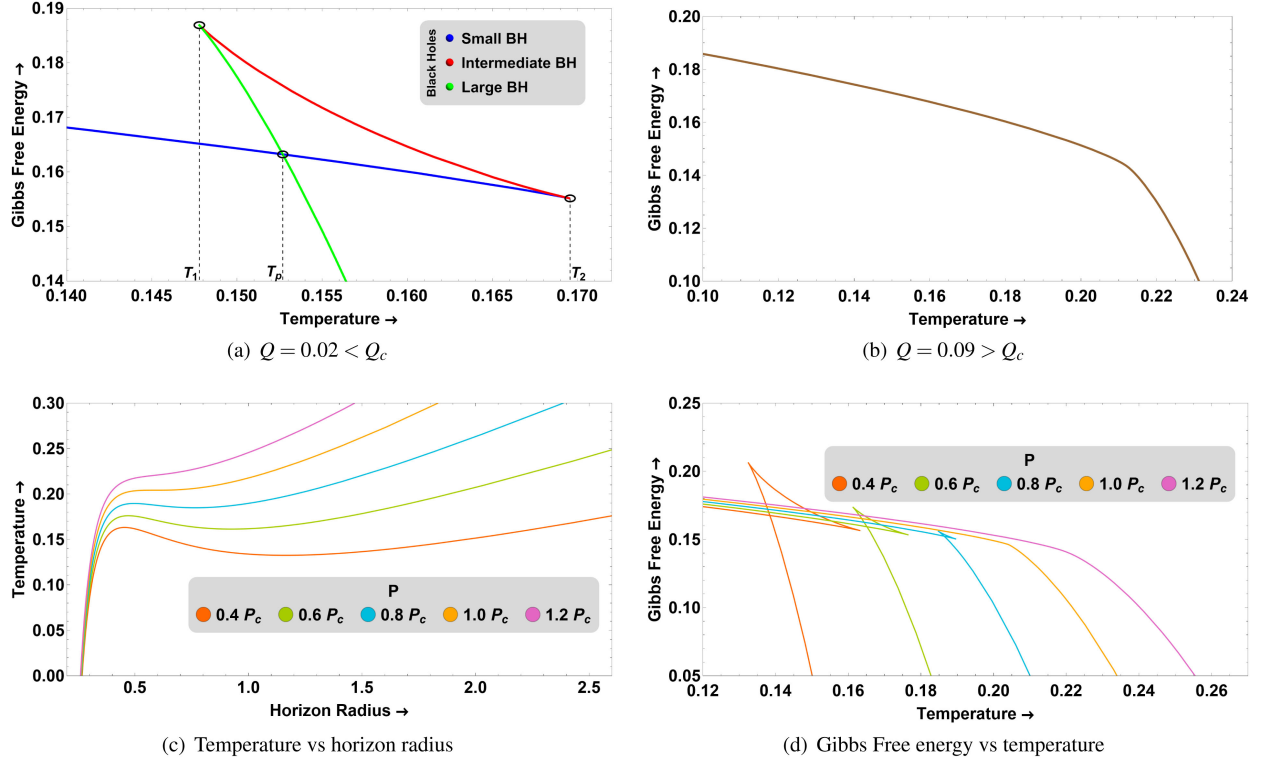 0.19
0.18
0.17
0.16
0.15
0.14
Gibbs Free Energy →
Black Holes
Small BH
Intermediate BH
Large BH
T1
Tp
T2
0.140 0.145 0.150 0.155 0.160 0.165 0.170
Temperature →
(a) Q = 0.02 < Qc
0.20
0.18
0.16
0.14
0.12
0.10
Gibbs Free Energy →
0.10 0.12 0.14 0.16 0.18 0.20 0.22 0.24
Temperature →
(b) Q = 0.09 > Qc
0.30
0.25
0.20
0.15
0.10
0.05
0.00
Temperature →
P
0.4 Pc 0.6 Pc 0.8 Pc 1.0 Pc 1.2 Pc
0.5 1.0 1.5 2.0 2.5
Horizon Radius →
(c) Temperature vs horizon radius
0.25
0.20
0.15
0.10
0.05
Gibbs Free Energy →
P
0.4 Pc 0.6 Pc 0.8 Pc 1.0 Pc 1.2 Pc
0.12 0.14 0.16 0.18 0.20 0.22 0.24 0.26
Temperature →
(d) Gibbs Free energy vs temperature